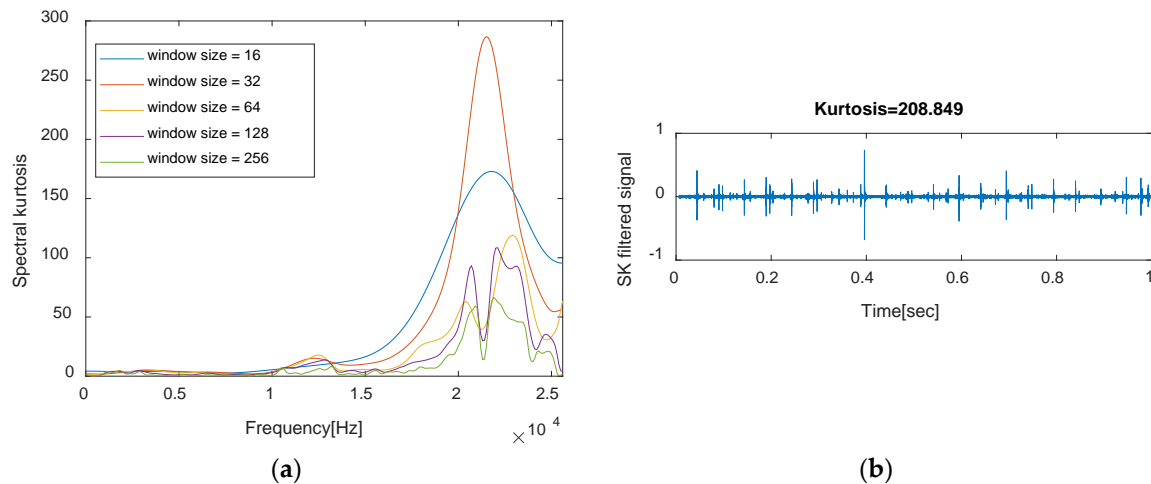 300
250
200
150
100
50
0
Spectral kurtosis
window size = 16
window size = 32
window size = 64
window size = 128
window size = 256
0 0.5 1 1.5 2 2.5
Frequency[Hz]
× 10 4
(a)
Kurtosis=208.849
1
0
-1
SK filtered signal
0 0.2 0.4 0.6 0.8 1
Time[sec]
(b)